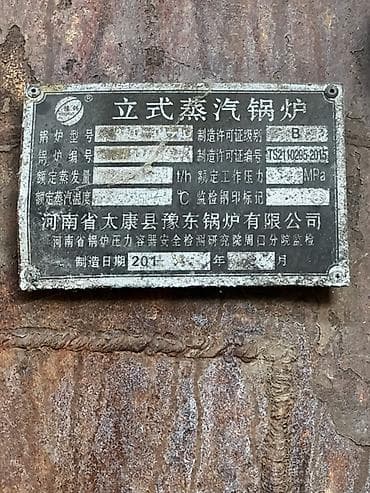 立式蒸汽锅炉
锅炉型号 制造许可证级别 B
锅炉编号 制造许可证编号 TS2110285-2015
额定蒸发量 t/h 额定工作压力 MPa
额定蒸汽温度 ℃ 监检钢印标记
河南省太康县豫东锅炉有限公司
河南省锅炉压力容器安全检测研究院周口分院监检
制造日期 201 年 月